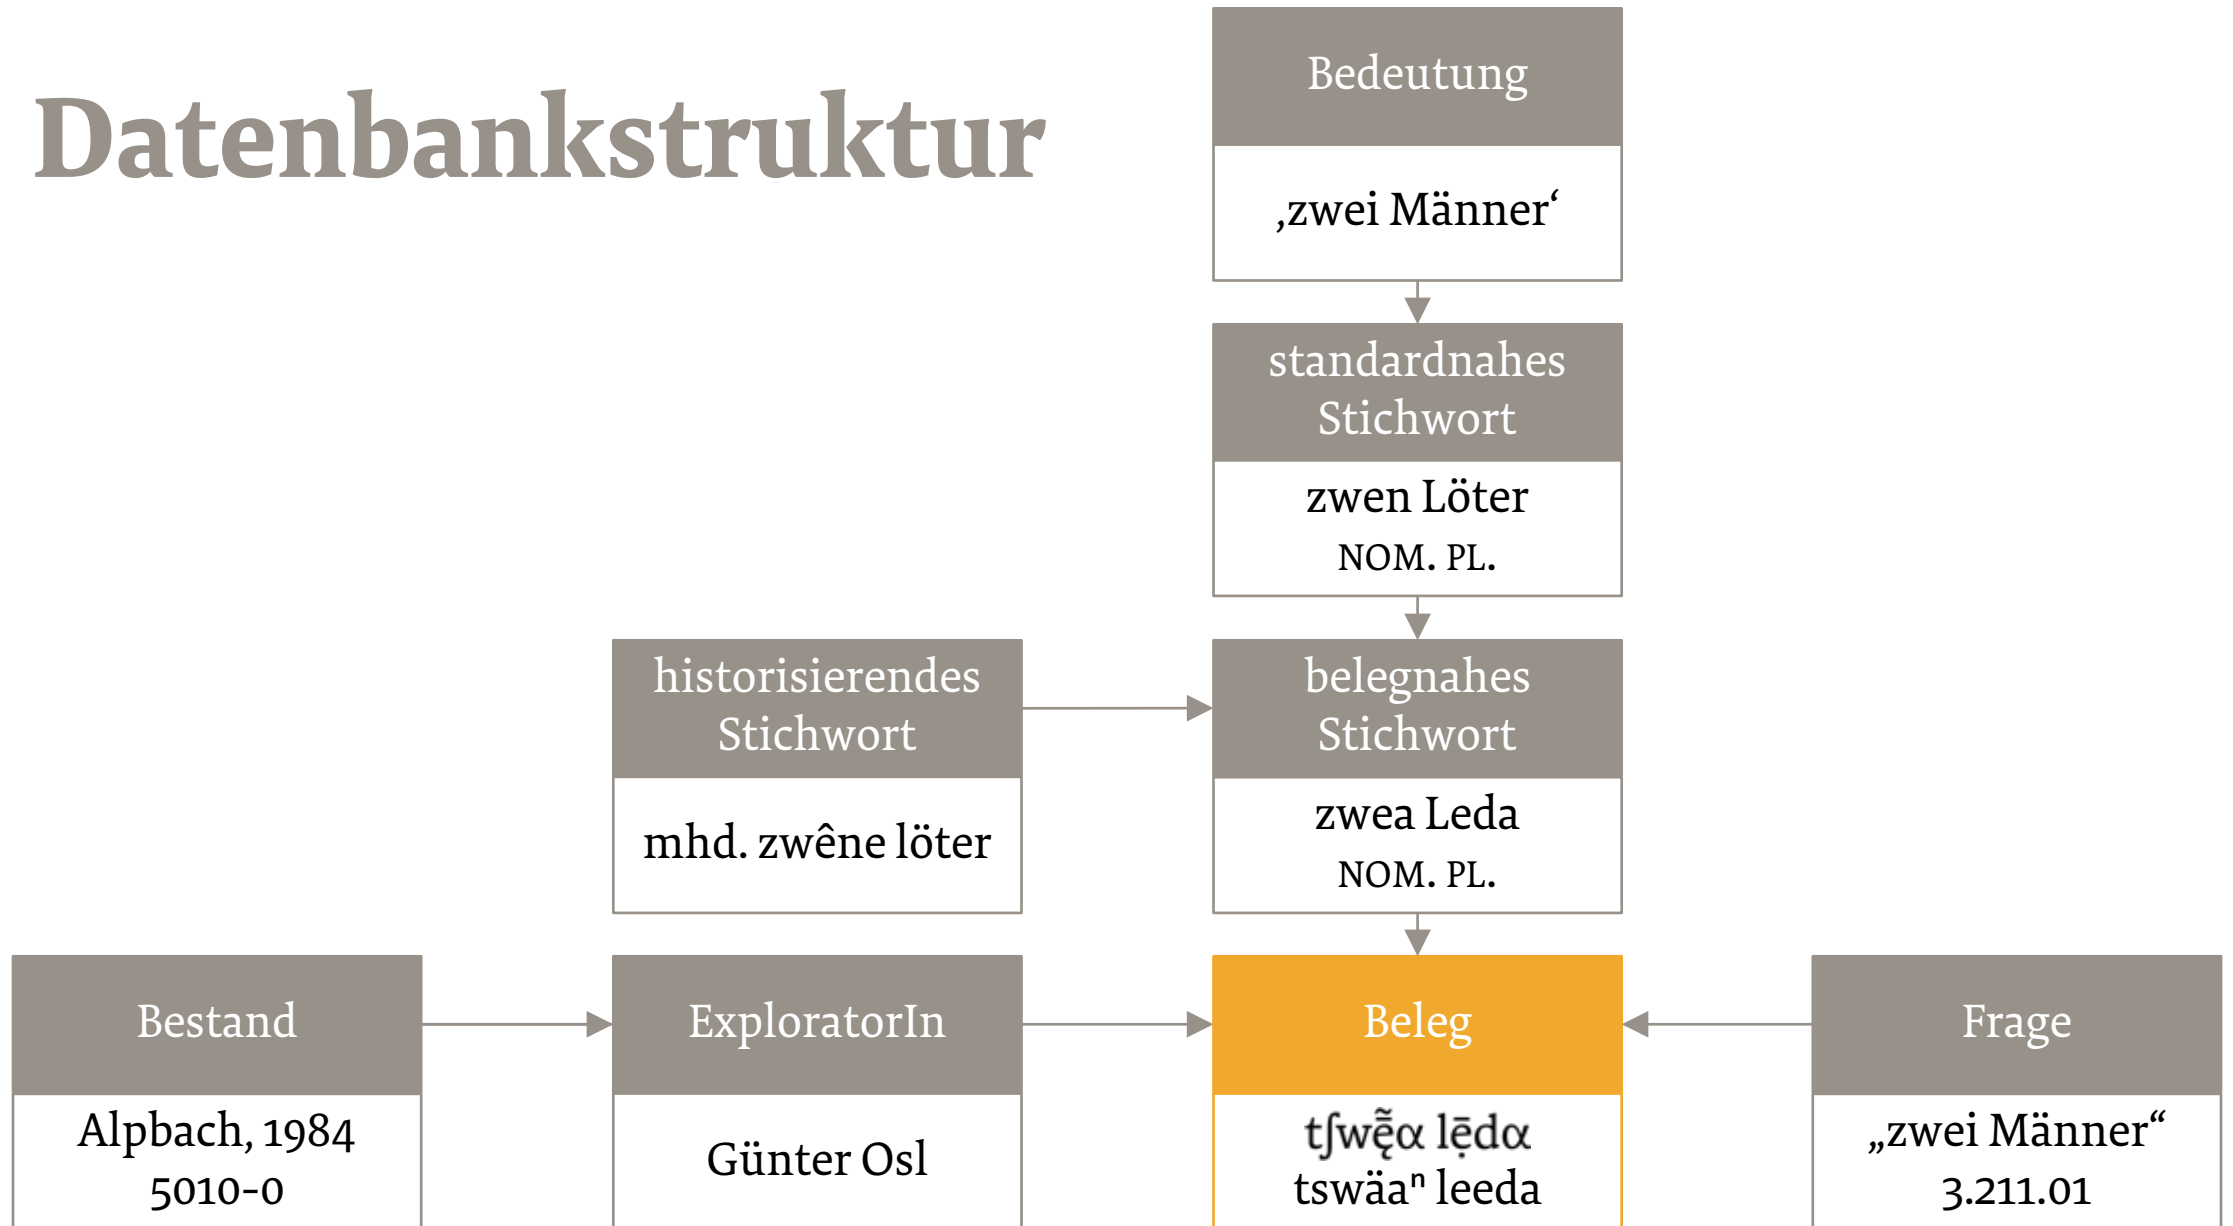 Datenbankstruktur
Bedeutung
‚zwei Männer‘
standardnahes
Stichwort
zwen Löter
NOM. PL.
historisierendes
Stichwort
mhd. zwêne löter
belegnahes
Stichwort
zwea Leda
NOM. PL.
Bestand
Alpbach, 1984
5010-0
ExploratorIn
Günter Osl
Beleg
tʃwę̄̃α lẹ̄dα
tswäaⁿ leeda
Frage
„zwei Männer“
3.211.01